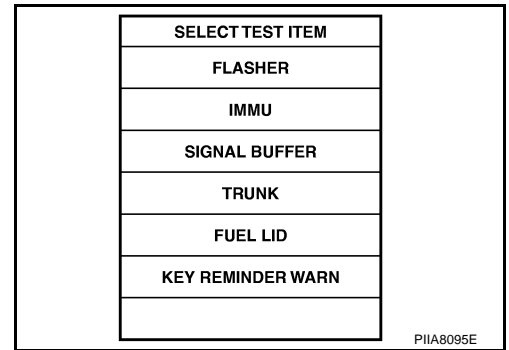 SELECT TEST ITEM
FLASHER
IMMU
SIGNAL BUFFER
TRUNK
FUEL LID
KEY REMINDER WARN
PIIA8095E